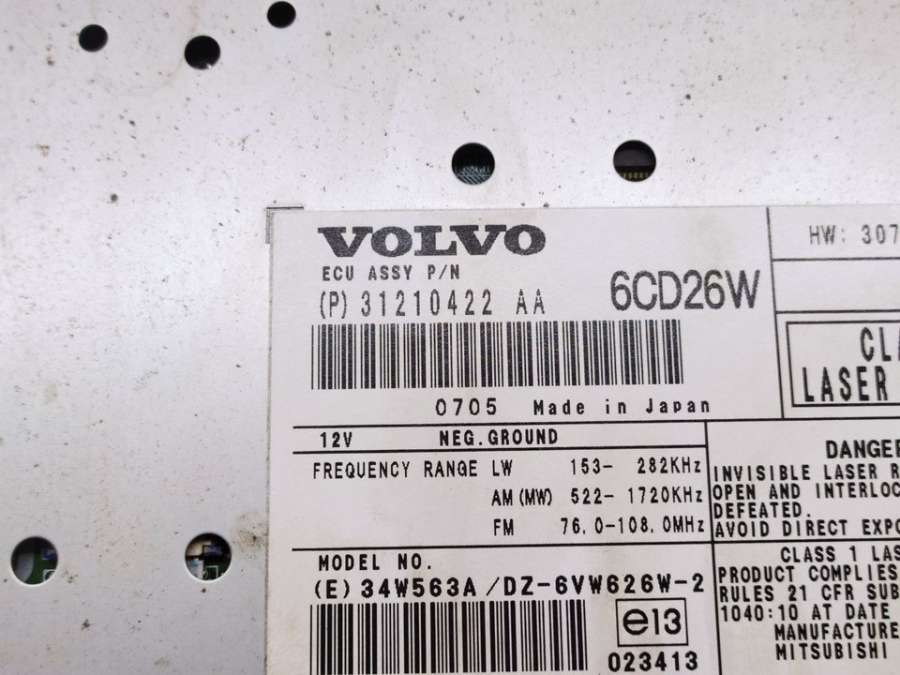 VOLVO
ECU ASSY P/N
(P) 31210422 AA
6CD26W
HW: 307
CLA
LASER
0705 Made in Japan
12V NEG.GROUND
FREQUENCY RANGE LW 153- 282KHz
AM(MW) 522- 1720KHz
FM 76.0-108.0MHz
DANGER
INVISIBLE LASER R
OPEN AND INTERLOC
DEFEATED.
AVOID DIRECT EXPO
MODEL NO.
(E) 34W563A/DZ-6VW626W-2
e13
023413
CLASS 1 LAS
PRODUCT COMPLIES
RULES 21 CFR SUB
1040:10 AT DATE
MANUFACTURE
MITSUBISHI